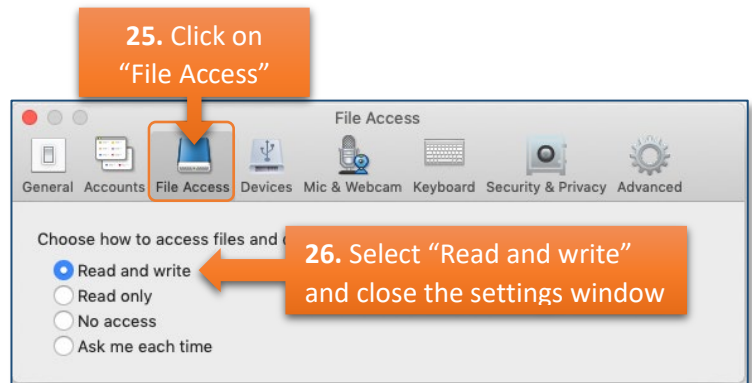 25. Click on
“File Access”
File Access
General Accounts File Access Devices Mic & Webcam Keyboard Security & Privacy Advanced
Choose how to access files and
26. Select “Read and write”
and close the settings window
Read and write
Read only
No access
Ask me each time